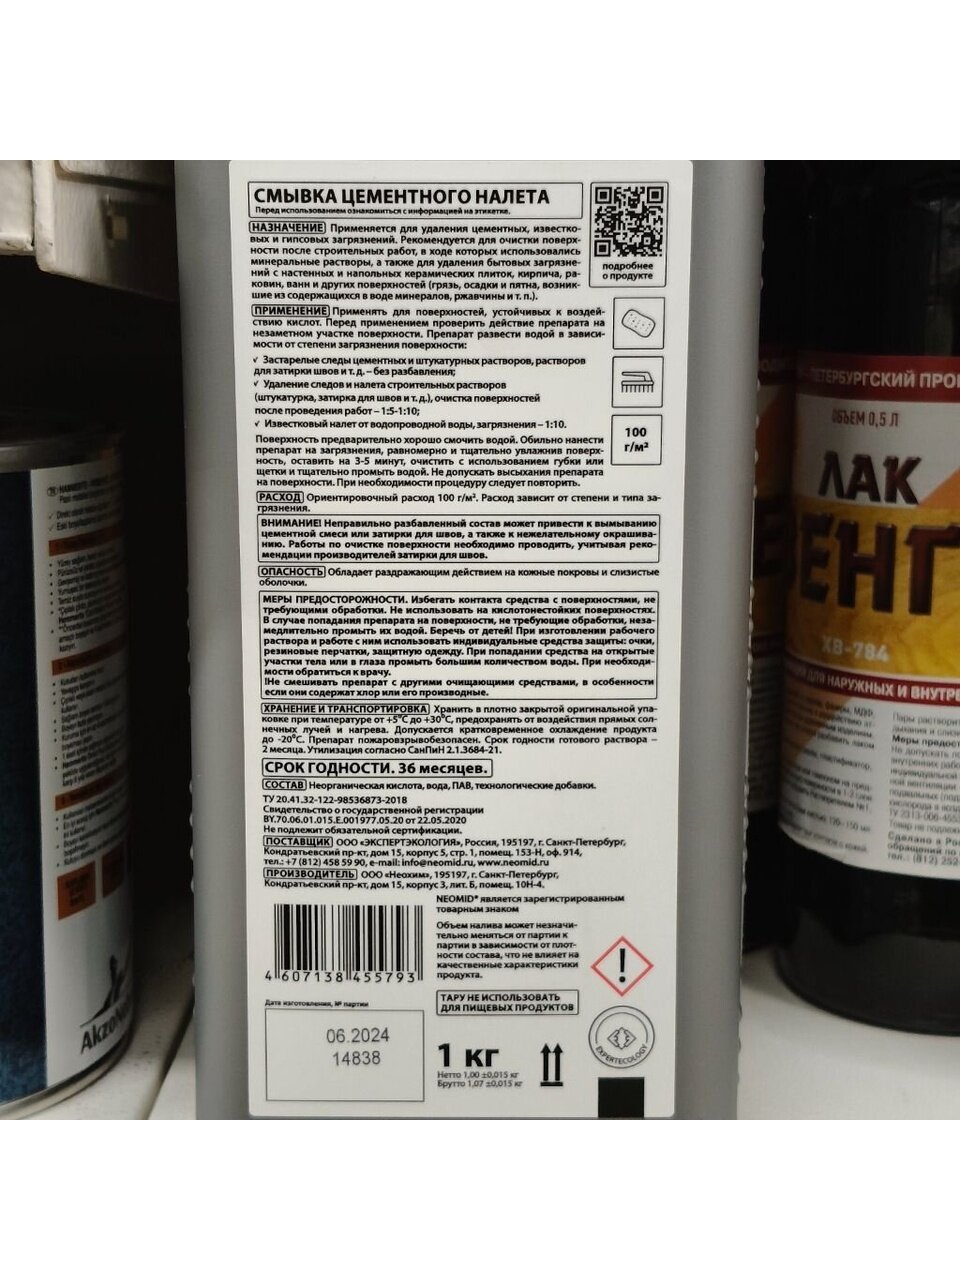 СМЫВКА ЦЕМЕНТНОГО НАЛЕТА
Перед использованием ознакомиться с информацией на этикетке.
подробнее
о продукте
НАЗНАЧЕНИЕ Применяется для удаления цементных, известко-
вых и гипсовых загрязнений. Рекомендуется для очистки поверх-
ности после строительных работ, в ходе которых использовались
минеральные растворы, а также для удаления бытовых загрязне-
ний с настенных и напольных керамических плиток, кирпича, ра-
ковин, ванн и других поверхностей (грязь, осадки и пятна, возник-
шие из содержащихся в воде минералов, ржавчины и т. п.).
ПРИМЕНЕНИЕ Применять для поверхностей, устойчивых к воздей-
ствию кислот. Перед применением проверить действие препарата на
незаметном участке поверхности. Препарат развести водой в зависи-
мости от степени загрязнения поверхности:
✓ Застарелые следы цементных и штукатурных растворов, растворов
для затирки швов и т. д. – без разбавления;
✓ Удаление следов и налета строительных растворов
(штукатурка, затирка для швов и т. д.), очистка поверхностей
после проведения работ – 1:5-1:10;
✓ Известковый налет от водопроводной воды, загрязнения – 1:10.
100
г/м²
Поверхность предварительно хорошо смочить водой. Обильно нанести
препарат на загрязнения, равномерно и тщательно увлажнив поверх-
ность, оставить на 3-5 минут, очистить с использованием губки или
щетки и тщательно промыть водой. Не допускать высыхания препарата
на поверхности. При необходимости процедуру следует повторить.
РАСХОД Ориентировочный расход 100 г/м². Расход зависит от степени и типа за-
грязнения.
ВНИМАНИЕ! Неправильно разбавленный состав может привести к вымыванию
цементной смеси или затирки для швов, а также к нежелательному окрашива-
нию. Работы по очистке поверхности необходимо проводить, учитывая реко-
мендации производителей затирки для швов.
ОПАСНОСТЬ Обладает раздражающим действием на кожные покровы и слизистые
оболочки.
МЕРЫ ПРЕДОСТОРОЖНОСТИ. Избегать контакта средства с поверхностями, не
требующими обработки. Не использовать на кислотонестойких поверхностях.
В случае попадания препарата на поверхности, не требующие обработки, неза-
медлительно промыть их водой. Беречь от детей! При изготовлении рабочего
раствора и работе с ним использовать индивидуальные средства защиты: очки,
резиновые перчатки, защитную одежду. При попадании средства на открытые
участки тела или в глаза промыть большим количеством воды. При необходи-
мости обратиться к врачу.
!Не смешивать препарат с другими очищающими средствами, в особенности
если они содержат хлор или его производные.
ХРАНЕНИЕ И ТРАНСПОРТИРОВКА Хранить в плотно закрытой оригинальной упа-
ковке при температуре от +5°С до +30°С, предохранять от воздействия прямых сол-
нечных лучей и нагрева. Допускается кратковременное охлаждение продукта
до -20°С. Препарат пожаровзрывобезопасен. Срок годности готового раствора –
2 месяца. Утилизация согласно СанПиН 2.1.3684-21.
СРОК ГОДНОСТИ. 36 месяцев.
СОСТАВ Неорганическая кислота, вода, ПАВ, технологические добавки.
ТУ 20.41.32-122-98536873-2018
Свидетельство о государственной регистрации
BY.70.06.01.015.E.001977.05.20 от 22.05.2020
Не подлежит обязательной сертификации.
ПОСТАВЩИК ООО «ЭКСПЕРТЭКОЛОГИЯ», Россия, 195197, г. Санкт-Петербург,
Кондратьевский пр-кт, дом 15, корпус 5, стр. 1, помещ. 153-Н, оф. 914,
тел.: +7 (812) 458 59 90, e-mail: info@neomid.ru, www.neomid.ru
ПРОИЗВОДИТЕЛЬ ООО «Неохим», 195197, г. Санкт-Петербург,
Кондратьевский пр-кт, дом 15, корпус 3, лит. Б, помещ. 10Н-4.
NEOMID® является зарегистрированным
товарным знаком
Объем налива может незначи-
тельно меняться от партии к
партии в зависимости от плот-
ности состава, что не влияет на
качественные характеристики
продукта.
4 607138 455793
ТАРУ НЕ ИСПОЛЬЗОВАТЬ
ДЛЯ ПИЩЕВЫХ ПРОДУКТОВ
Дата изготовления, № партии
06.2024
14838
1 кг
Нетто 1,00 ±0,015 кг
Брутто 1,07 ±0,015 кг
EXPERTECOLOGY
ПЕТЕРБУРГСКИЙ
ОБЪЕМ 0,5 Л
ЛАК
ХВ-784
ДЛЯ НАРУЖНЫХ И